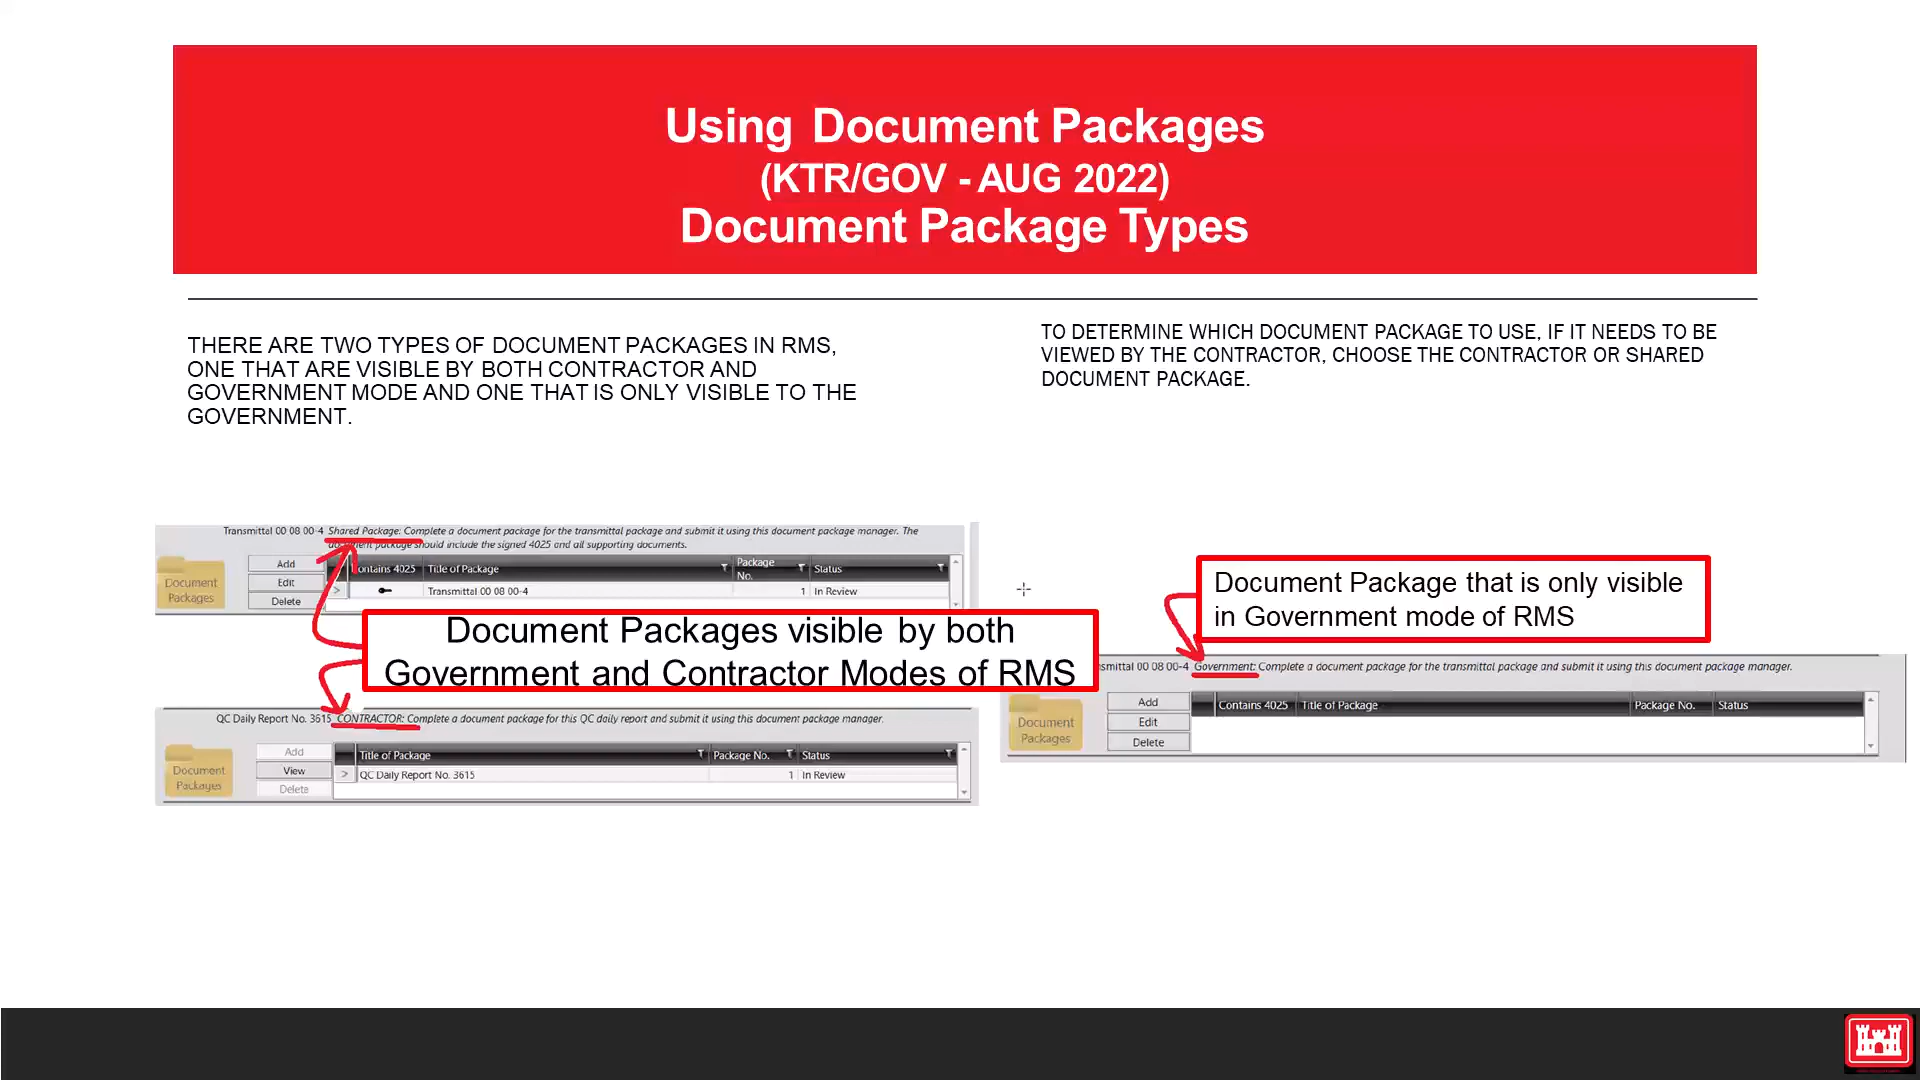 Using Document Packages
(KTR/GOV - AUG 2022)
Document Package Types
THERE ARE TWO TYPES OF DOCUMENT PACKAGES IN RMS,
ONE THAT ARE VISIBLE BY BOTH CONTRACTOR AND
GOVERNMENT MODE AND ONE THAT IS ONLY VISIBLE TO THE
GOVERNMENT.
TO DETERMINE WHICH DOCUMENT PACKAGE TO USE, IF IT NEEDS TO BE
VIEWED BY THE CONTRACTOR, CHOOSE THE CONTRACTOR OR SHARED
DOCUMENT PACKAGE.
Transmittal 00 08 00-4 Shared Package: Complete a document package for the transmittal package and submit it using this document package manager. The
document package should include the signed 4025 and all supporting documents.
Document
Packages
Add
Edit
Delete
Contains 4025 Title of Package Package No. Status
> Transmittal 00 08 00-4 1 In Review
Document Packages visible by both
Government and Contractor Modes of RMS
QC Daily Report No. 3615 CONTRACTOR: Complete a document package for this QC daily report and submit it using this document package manager.
Document
Packages
Add
View
Delete
Title of Package Package No. Status
> QC Daily Report No. 3615 1 In Review
Document Package that is only visible
in Government mode of RMS
smittal 00 08 00-4 Government: Complete a document package for the transmittal package and submit it using this document package manager.
Document
Packages
Add
Edit
Delete
Contains 4025 Title of Package Package No. Status